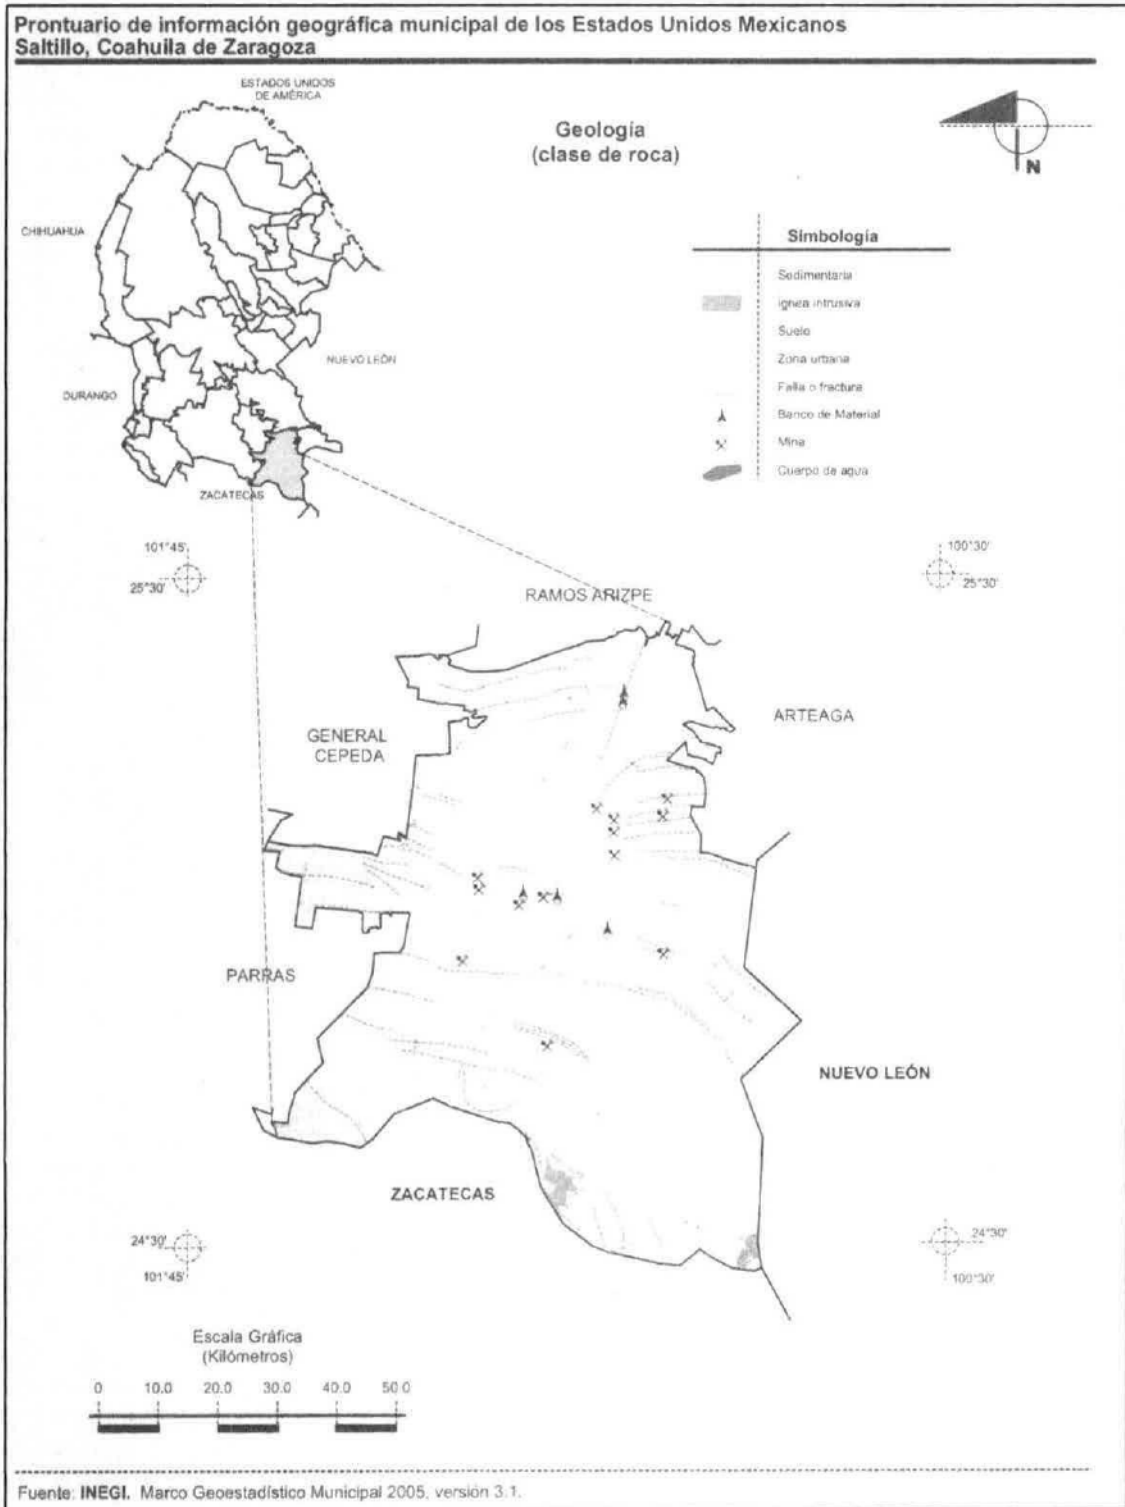 Prontuario de información geográfica municipal de los Estados Unidos Mexicanos
Saltillo, Coahuila de Zaragoza
ESTADOS UNIDOS
DE AMÉRICA
Geología
(clase de roca)
N
CHIHUAHUA
Simbología
Sedimentaria
Ígnea intrusiva
Suelo
Zona urbana
Falla o fractura
Banco de Material
Mina
Cuerpo de agua
NUEVO LEÓN
DURANGO
ZACATECAS
101°45'
25°30'
100°30'
25°30'
RAMOS ARIZPE
ARTEAGA
GENERAL
CEPEDA
PARRAS
NUEVO LEÓN
ZACATECAS
24°30'
101°45'
24°30'
100°30'
Escala Gráfica
(Kilómetros)
0 10.0 20.0 30.0 40.0 50.0
Fuente: INEGI. Marco Geoestadístico Municipal 2005, versión 3.1.